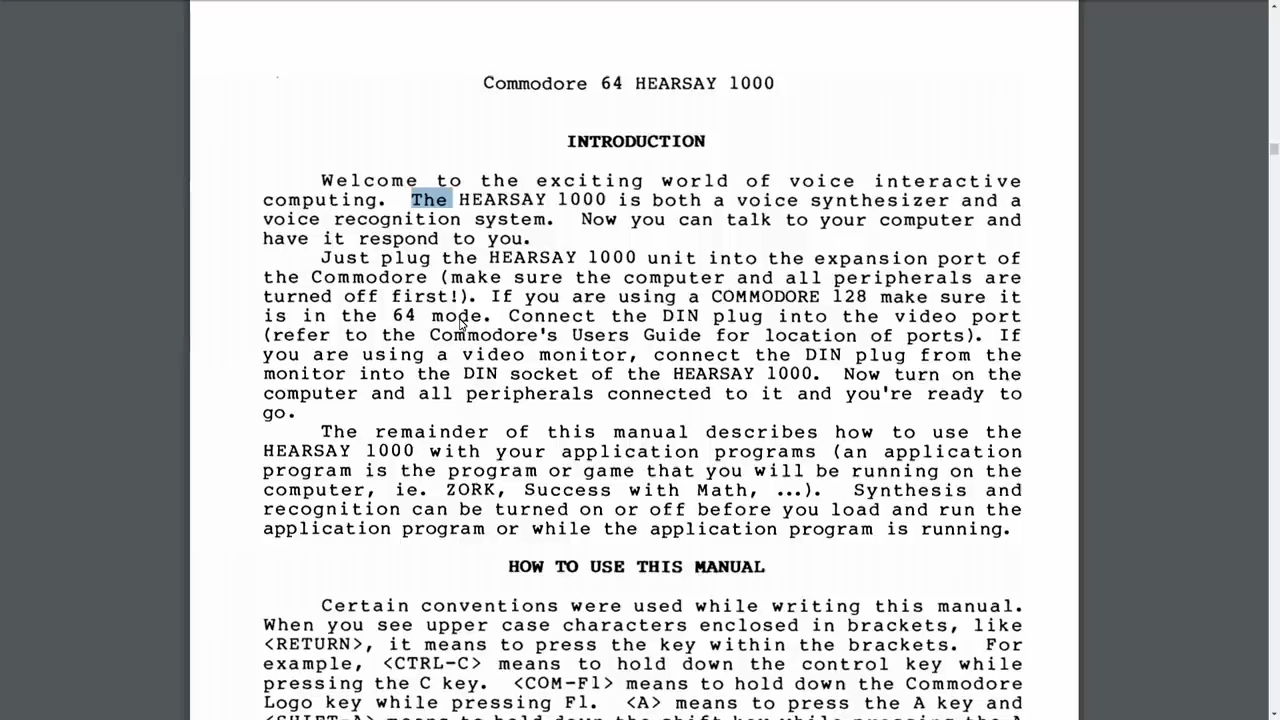 Commodore 64 HEARSAY 1000
INTRODUCTION
Welcome to the exciting world of voice interactive
computing. The HEARSAY 1000 is both a voice synthesizer and a
voice recognition system. Now you can talk to your computer and
have it respond to you.
Just plug the HEARSAY 1000 unit into the expansion port of
the Commodore (make sure the computer and all peripherals are
turned off first!). If you are using a COMMODORE 128 make sure it
is in the 64 mode. Connect the DIN plug into the video port
(refer to the Commodore's Users Guide for location of ports). If
you are using a video monitor, connect the DIN plug from the
monitor into the DIN socket of the HEARSAY 1000. Now turn on the
computer and all peripherals connected to it and you're ready to
go.
The remainder of this manual describes how to use the
HEARSAY 1000 with your application programs (an application
program is the program or game that you will be running on the
computer, ie. ZORK, Success with Math, ...). Synthesis and
recognition can be turned on or off before you load and run the
application program or while the application program is running.
HOW TO USE THIS MANUAL
Certain conventions were used while writing this manual.
When you see upper case characters enclosed in brackets, like
<RETURN>, it means to press the key within the brackets. For
example, <CTRL-C> means to hold down the control key while
pressing the C key. <COM-F1> means to hold down the Commodore
Logo key while pressing F1. <A> means to press the A key and
<SHIFT-A> means to hold down the shift key while pressing the A